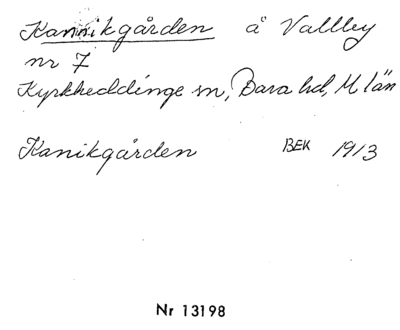 Kannikgården å Vallby
nr 7
Kyrkheddinge sn, Bara hd, M län
Kanikgården BEK 1913
Nr 13198